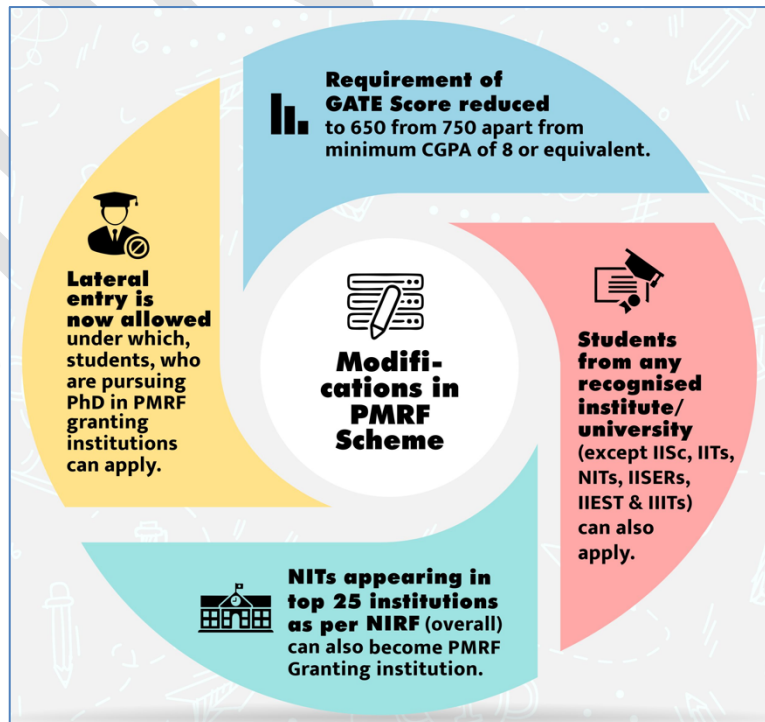 Requirement of
GATE Score reduced
to 650 from 750 apart from
minimum CGPA of 8 or equivalent.
Lateral
entry is
now allowed
under which,
students, who
are pursuing
PhD in PMRF
granting
institutions
can apply.
Modifi-
cations in
PMRF
Scheme
Students
from any
recognised
institute/
university
(except IISc, IITs,
NITs, IISERs,
IIEST & IIITs)
can also
apply.
NITs appearing in
top 25 institutions
as per NIRF (overall)
can also become PMRF
Granting institution.